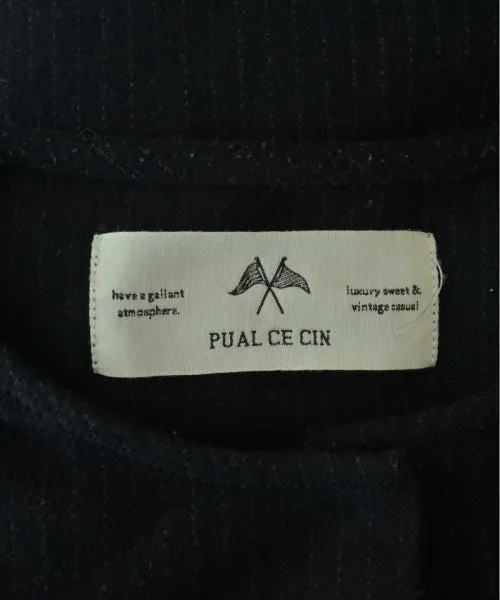 have a gallant
atmosphere.
luxury sweet &
vintage casual
PUAL CE CIN